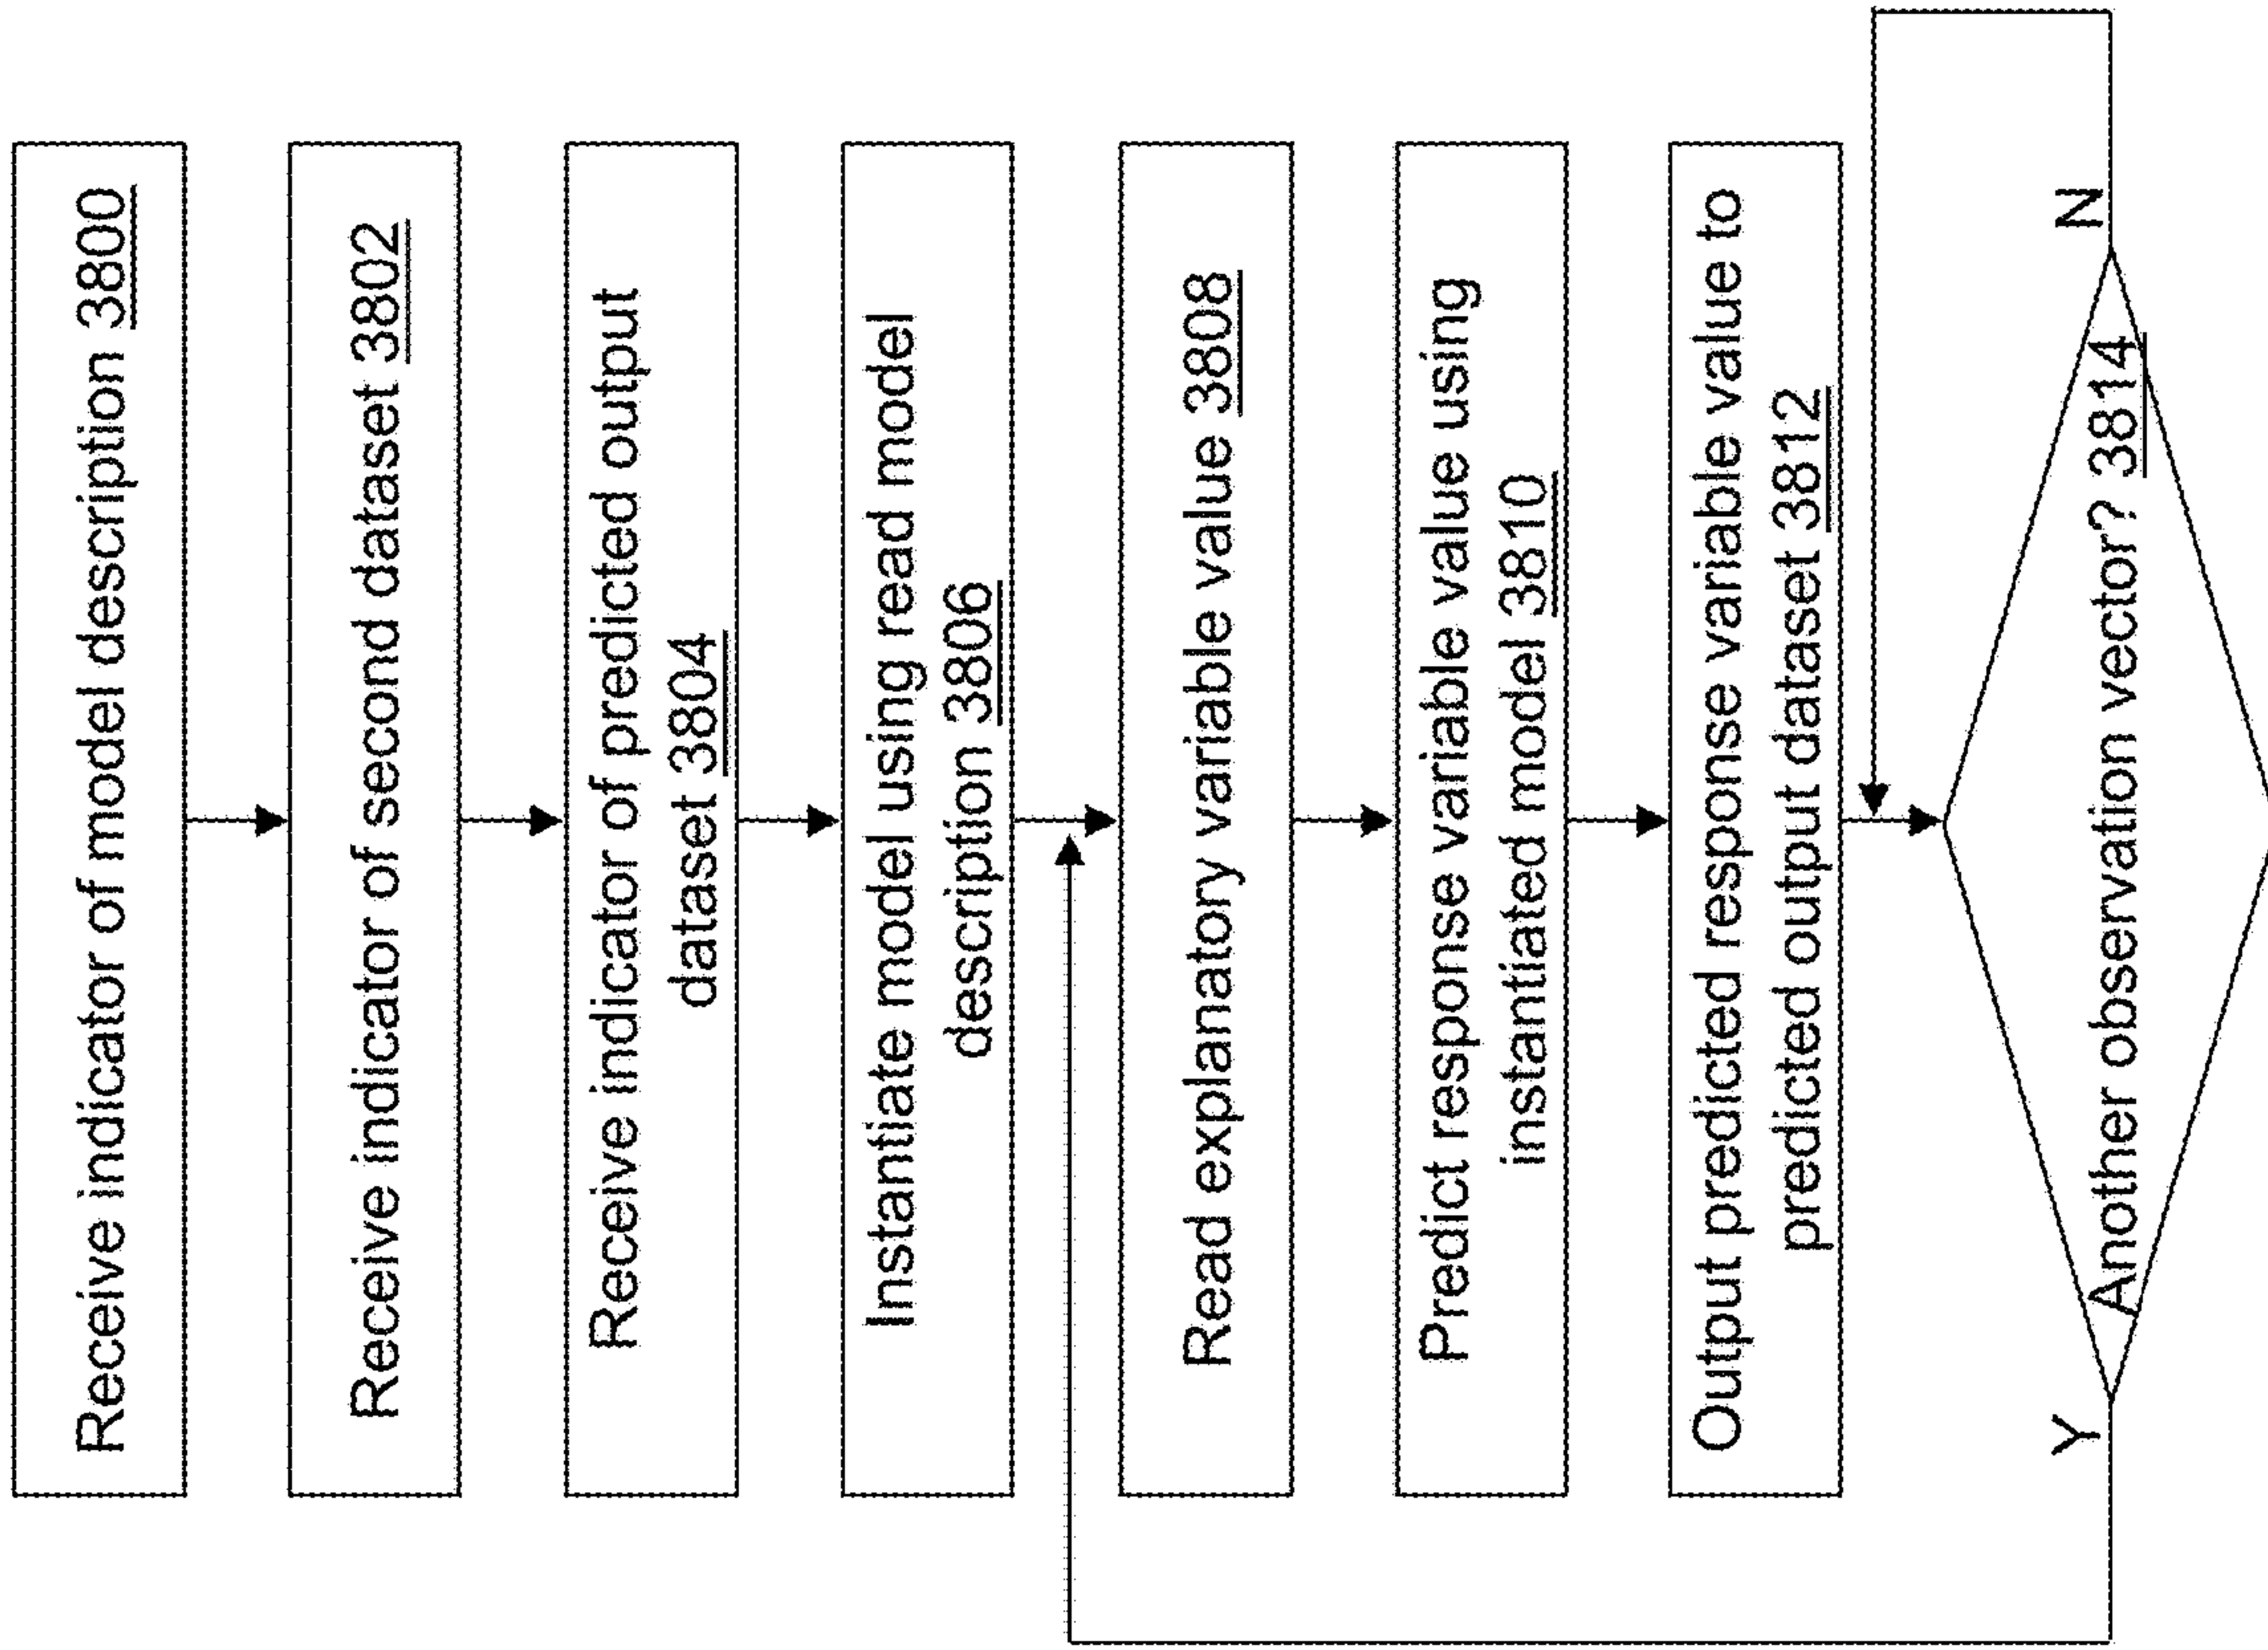 Receive indicator of model description 3800
Receive indicator of second dataset 3802
Receive indicator of predicted output
dataset 3804
Instantiate model using read model
description 3806
Read explanatory variable value 3808
Predict response variable value using
instantiated model 3810
Output predicted response variable value to
predicted output dataset 3812
Y
Another observation vector? 3814
N